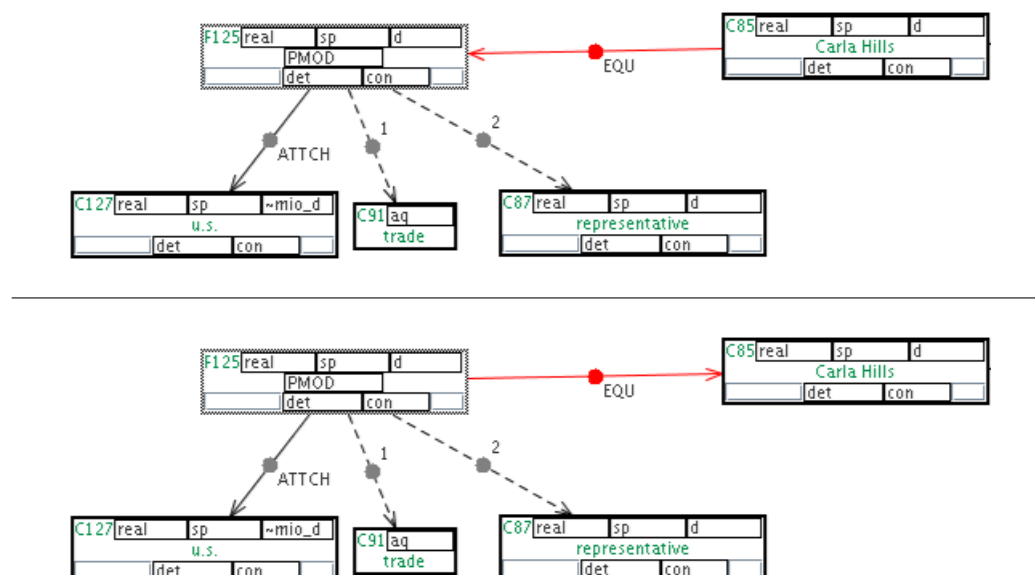 F125 real sp d
PMOD
det con
C85 real sp d
Carla Hills
det con
EQU
ATTCH
1
2
C127 real sp ~mio_d
u.s.
det con
C91 aq
trade
C87 real sp d
representative
det con
F125 real sp d
PMOD
det con
C85 real sp d
Carla Hills
det con
EQU
ATTCH
1
2
C127 real sp ~mio_d
u.s.
det con
C91 aq
trade
C87 real sp d
representative
det con